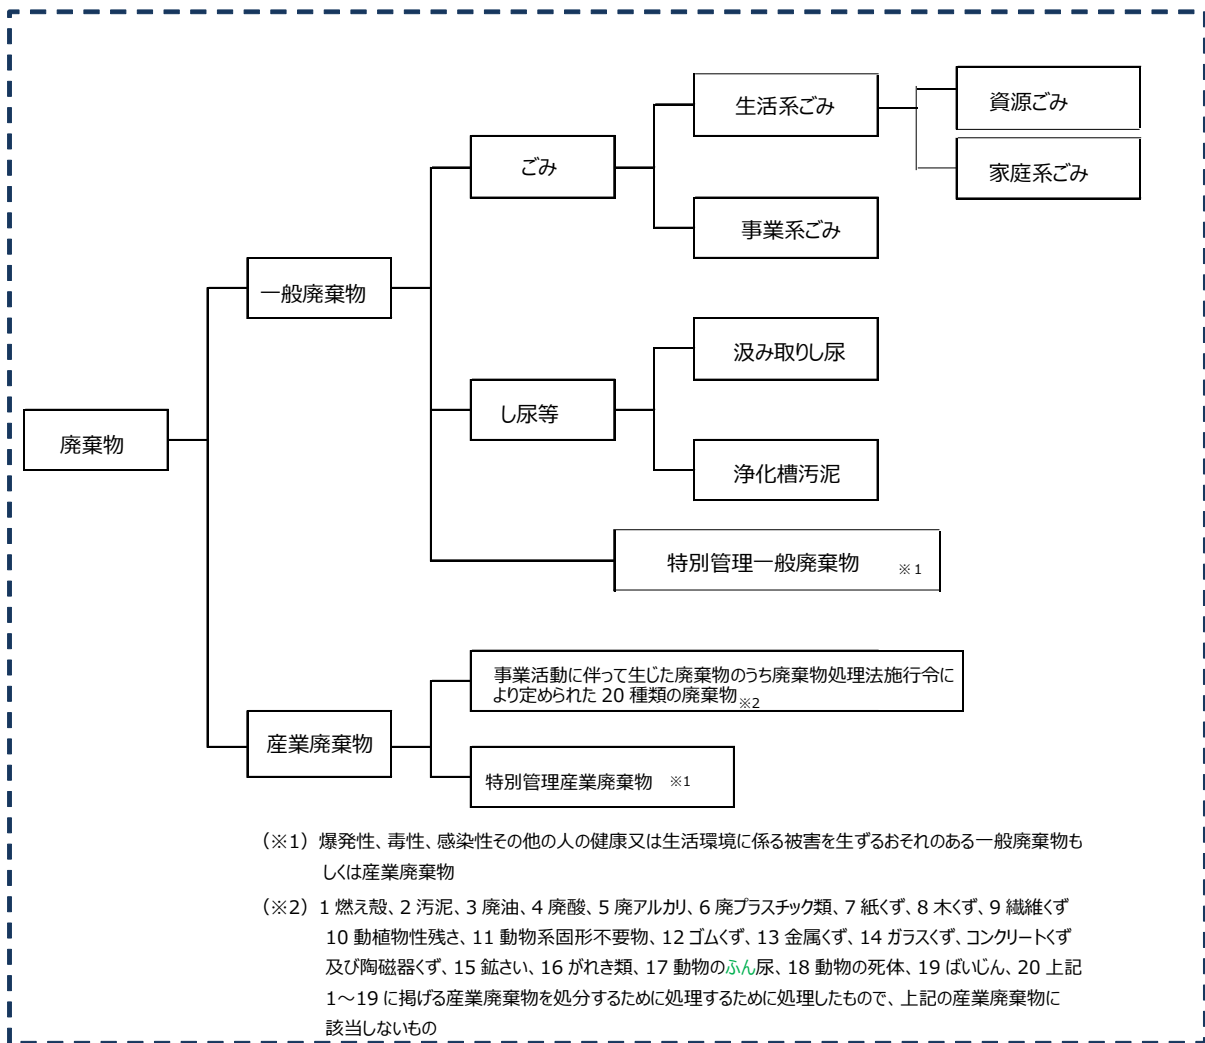 生活系ごみ
資源ごみ
ごみ
家庭系ごみ
事業系ごみ
一般廃棄物
汲み取りし尿
し尿等
廃棄物
浄化槽汚泥
特別管理一般廃棄物 ※1
事業活動に伴って生じた廃棄物のうち廃棄物処理法施行令に
より定められた 20 種類の廃棄物※2
産業廃棄物
特別管理産業廃棄物 ※1
（※1）爆発性、毒性、感染性その他の人の健康又は生活環境に係る被害を生ずるおそれのある一般廃棄物も
しくは産業廃棄物
（※2）1 燃え殻、2 汚泥、3 廃油、4 廃酸、5 廃アルカリ、6 廃プラスチック類、7 紙くず、8 木くず、9 繊維くず
10 動植物性残さ、11 動物系固形不要物、12 ゴムくず、13 金属くず、14 ガラスくず、コンクリートくず
及び陶磁器くず、15 鉱さい、16 がれき類、17 動物のふん尿、18 動物の死体、19 ばいじん、20 上記
1～19 に掲げる産業廃棄物を処分するために処理するために処理したもので、上記の産業廃棄物に
該当しないもの